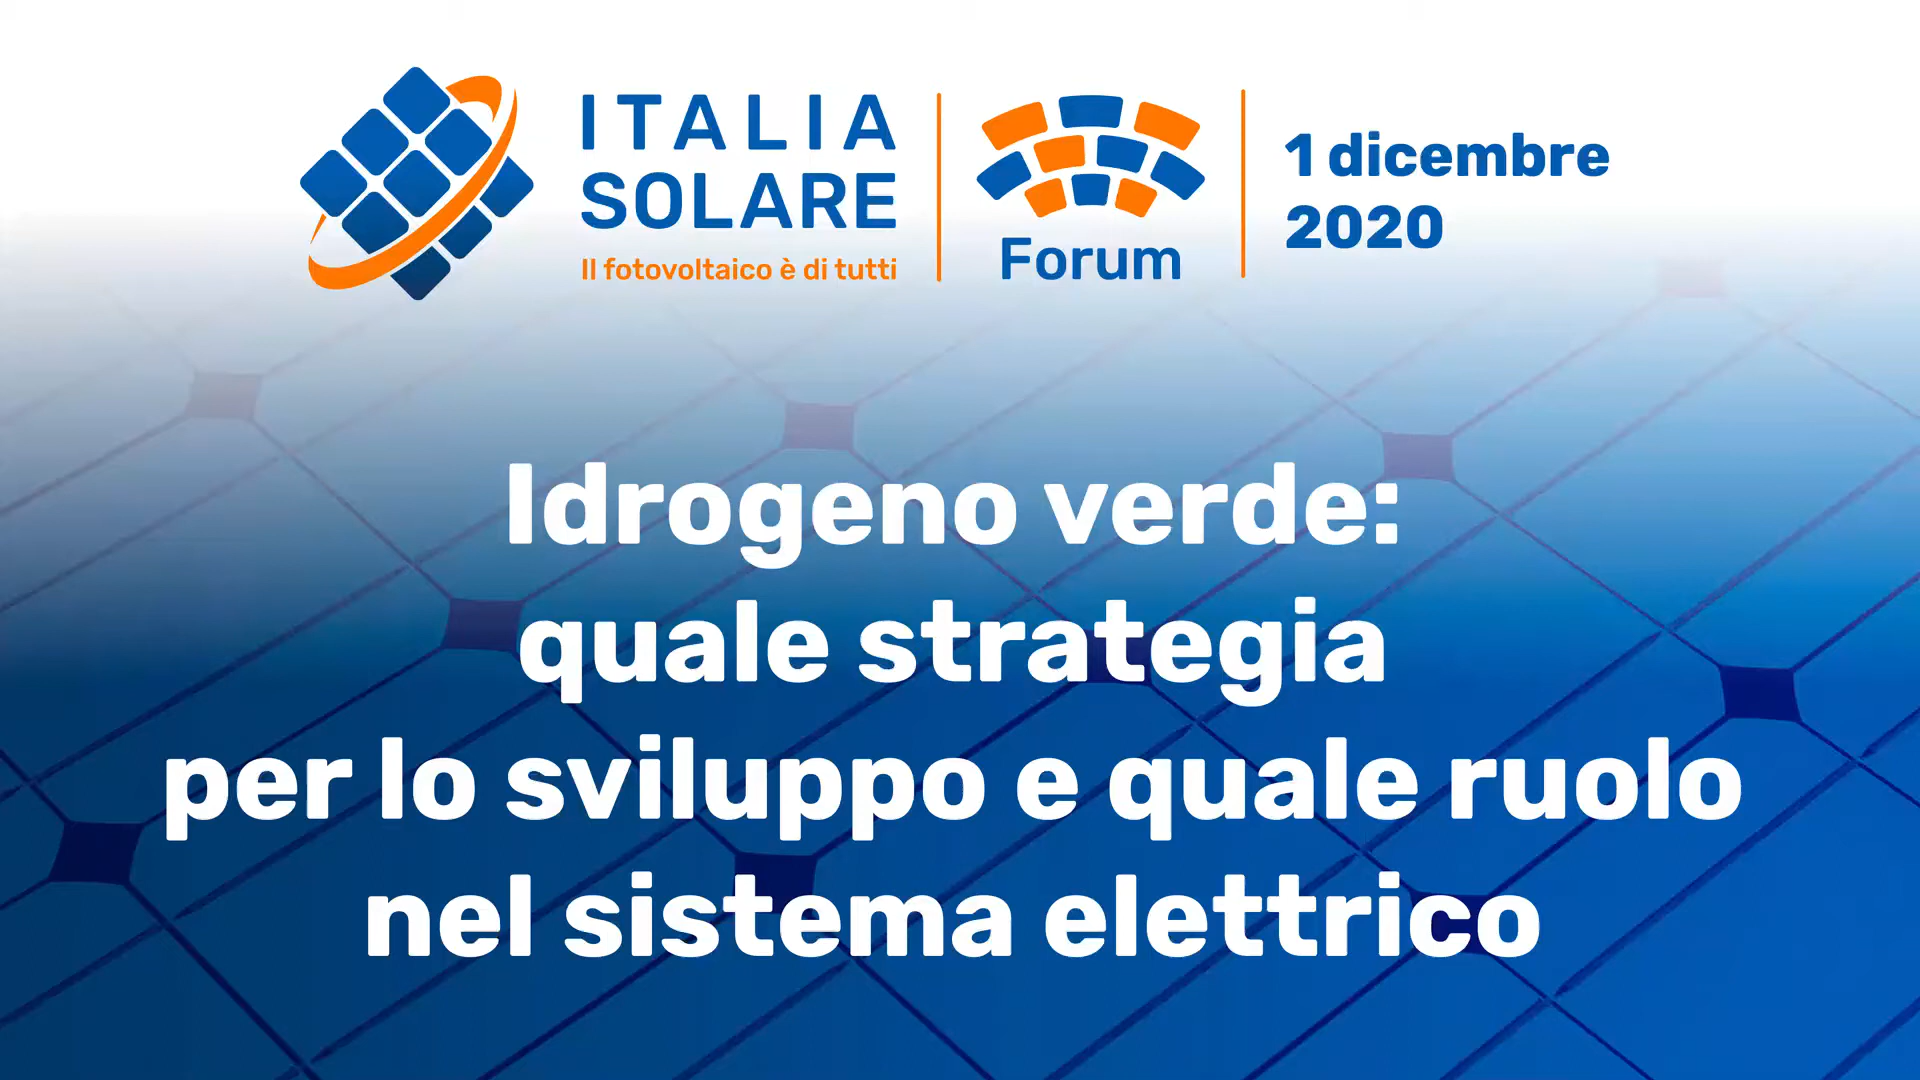 ITALIA
SOLARE
Il fotovoltaico è di tutti
Forum
1 dicembre
2020
Idrogeno verde:
quale strategia
per lo sviluppo e quale ruolo
nel sistema elettrico